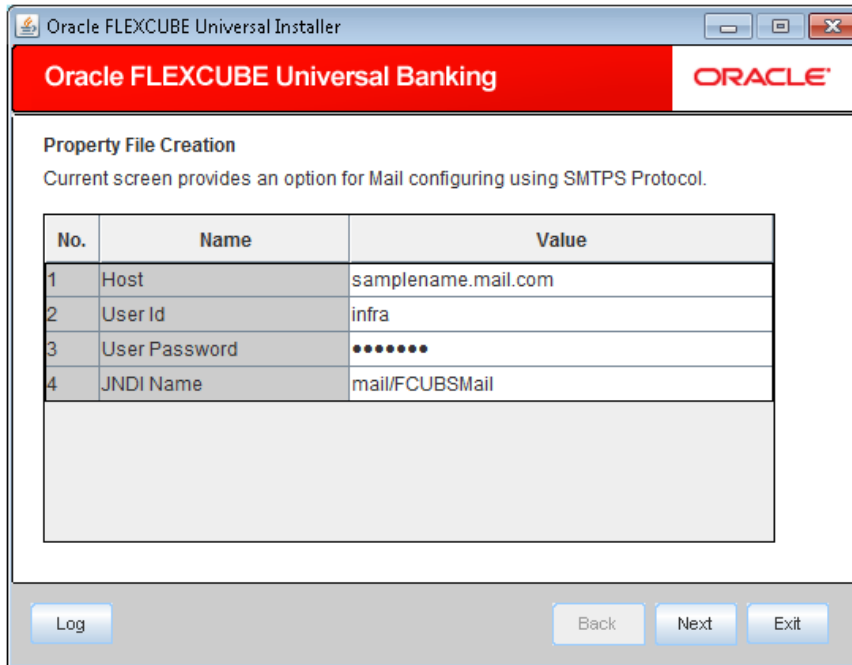 Oracle FLEXCUBE Universal Installer
Oracle FLEXCUBE Universal Banking
ORACLE
Property File Creation
Current screen provides an option for Mail configuring using SMTPS Protocol.
No. Name Value
1 Host samplename.mail.com
2 User Id infra
3 User Password •••••••
4 JNDI Name mail/FCUBSMail
Log Back Next Exit